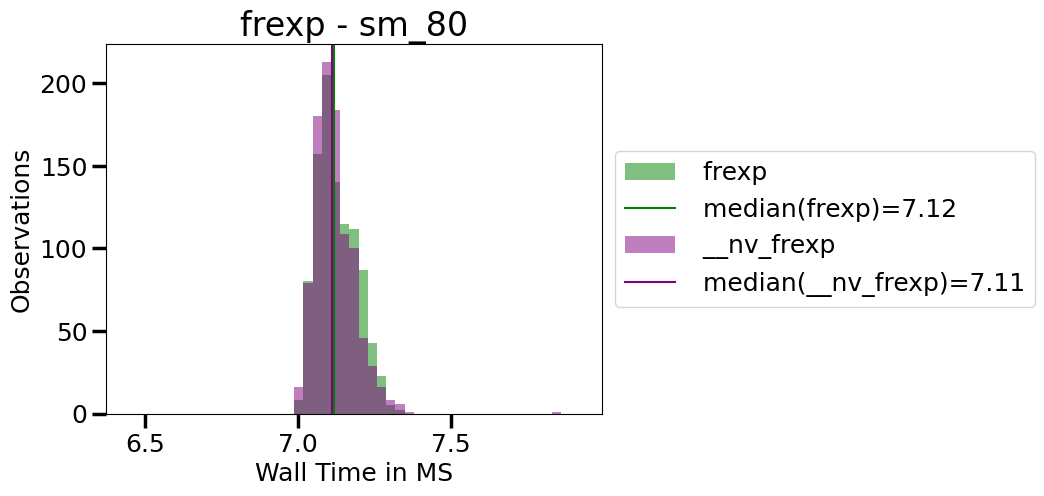 frexp - sm_80
200
150
100
50
0
Observations
6.5
7.0
7.5
Wall Time in MS
frexp
median(frexp)=7.12
__nv_frexp
median(__nv_frexp)=7.11